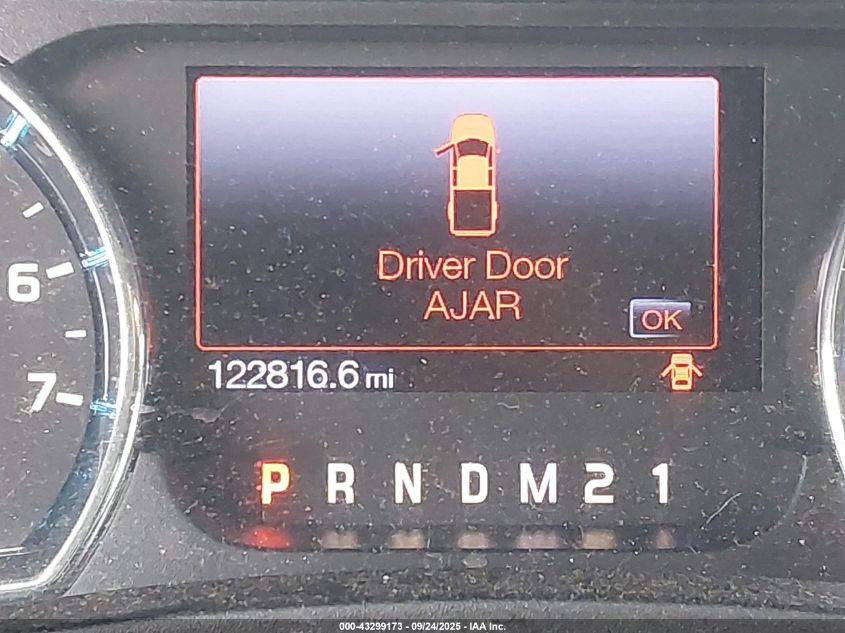 Driver Door
AJAR
OK
6
7
122816.6 mi
P R N D M 2 1
000-43299173 - 09/24/2025 - IAA Inc.